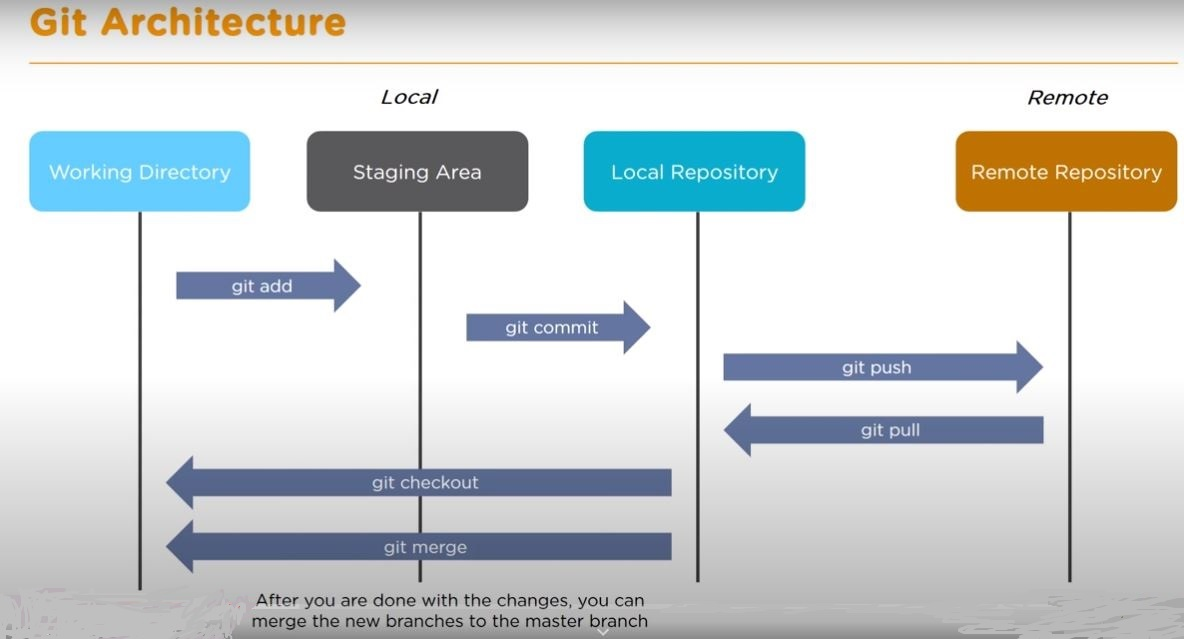 Git Architecture
Local
Remote
Working Directory
Staging Area
Local Repository
Remote Repository
git add
git commit
git push
git pull
git checkout
git merge
After you are done with the changes, you can
merge the new branches to the master branch